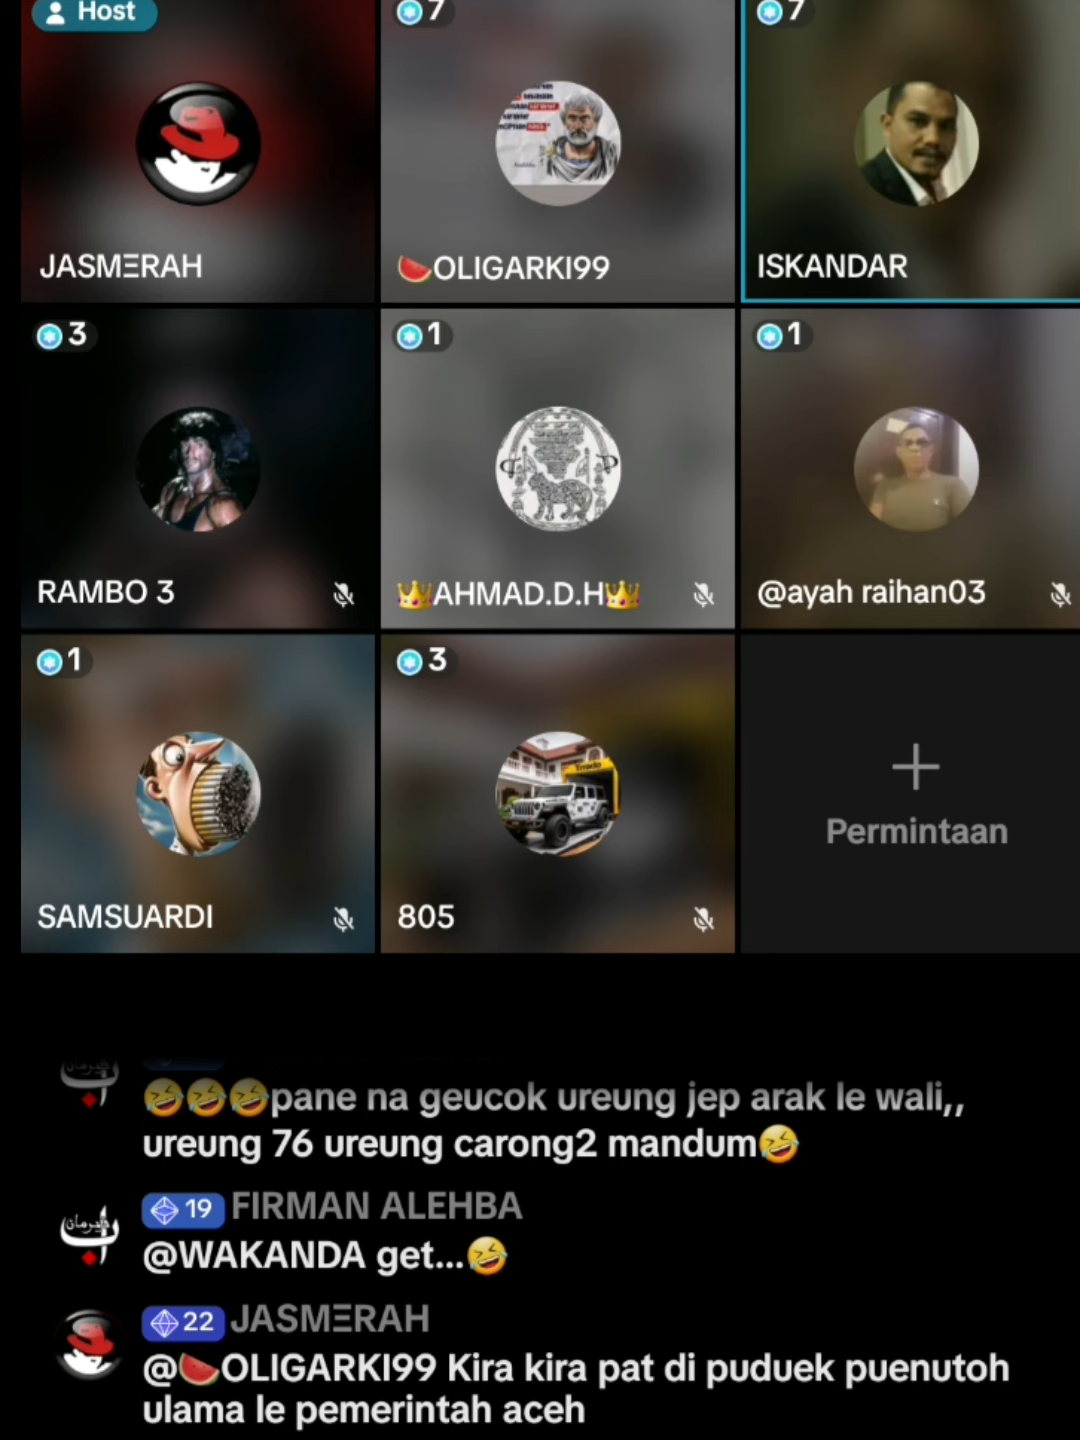 Host
7
7
JASMΞRAH
🍉OLIGARKI99
ISKANDAR
3
1
1
RAMBO 3
👑AHMAD.D.H👑
@ayah raihan03
1
3
SAMSUARDI
805
Permintaan
🤣🤣🤣pane na geucok ureung jep arak le wali,,
ureung 76 ureung carong2 mandum🤣
19 FIRMAN ALEHBA
@WAKANDA get...🤣
22 JASMΞRAH
@🍉OLIGARKI99 Kira kira pat di puduek puenutoh
ulama le pemerintah aceh